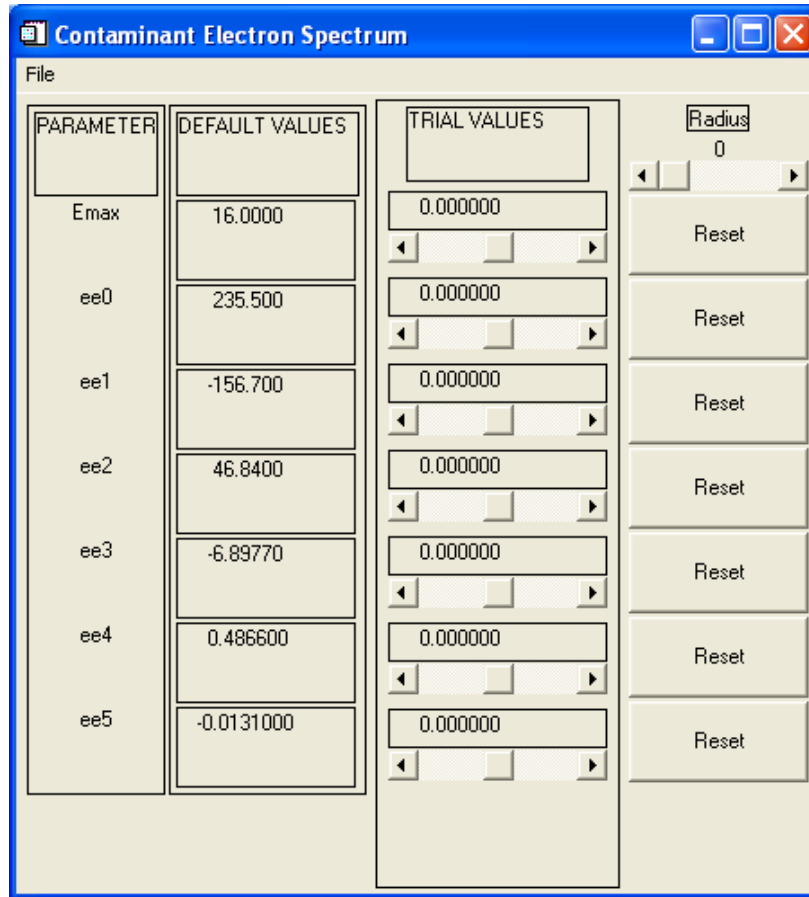 Contaminant Electron Spectrum
File
PARAMETER DEFAULT VALUES TRIAL VALUES Radius
0
Emax 16.0000 0.000000 Reset
ee0 235.500 0.000000 Reset
ee1 -156.700 0.000000 Reset
ee2 46.8400 0.000000 Reset
ee3 -6.89770 0.000000 Reset
ee4 0.486600 0.000000 Reset
ee5 -0.0131000 0.000000 Reset